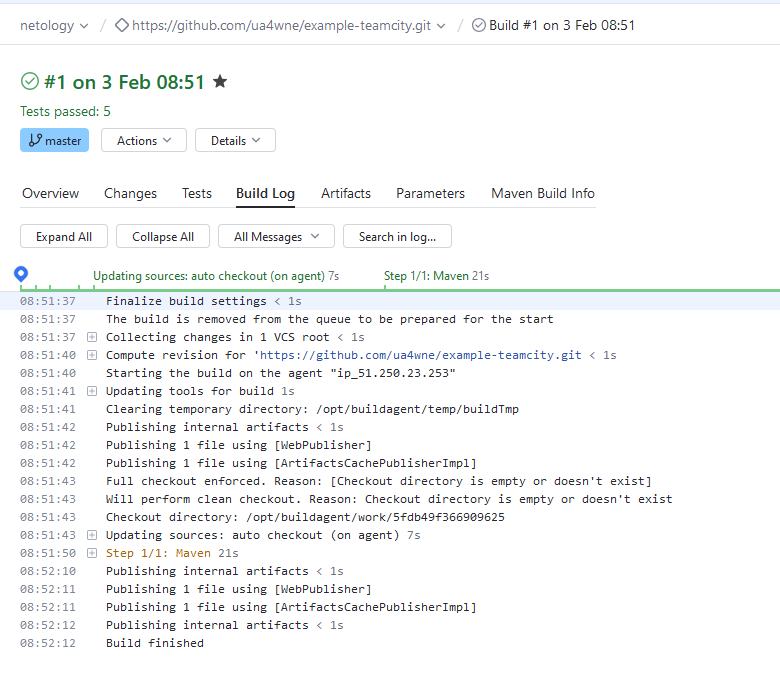 netology / https://github.com/ua4wne/example-teamcity.git / Build #1 on 3 Feb 08:51
#1 on 3 Feb 08:51
Tests passed: 5
master Actions Details
Overview Changes Tests Build Log Artifacts Parameters Maven Build Info
Expand All Collapse All All Messages Search in log...
Updating sources: auto checkout (on agent) 7s Step 1/1: Maven 21s
08:51:37 Finalize build settings < 1s
08:51:37 The build is removed from the queue to be prepared for the start
08:51:37 Collecting changes in 1 VCS root < 1s
08:51:40 Compute revision for 'https://github.com/ua4wne/example-teamcity.git < 1s
08:51:40 Starting the build on the agent "ip_51.250.23.253"
08:51:41 Updating tools for build 1s
08:51:41 Clearing temporary directory: /opt/buildagent/temp/buildTmp
08:51:42 Publishing internal artifacts < 1s
08:51:42 Publishing 1 file using [WebPublisher]
08:51:42 Publishing 1 file using [ArtifactsCachePublisherImpl]
08:51:43 Full checkout enforced. Reason: [Checkout directory is empty or doesn't exist]
08:51:43 Will perform clean checkout. Reason: Checkout directory is empty or doesn't exist
08:51:43 Checkout directory: /opt/buildagent/work/5fdb49f366909625
08:51:43 Updating sources: auto checkout (on agent) 7s
08:51:50 Step 1/1: Maven 21s
08:52:10 Publishing internal artifacts < 1s
08:52:11 Publishing 1 file using [WebPublisher]
08:52:11 Publishing 1 file using [ArtifactsCachePublisherImpl]
08:52:12 Publishing internal artifacts < 1s
08:52:12 Build finished